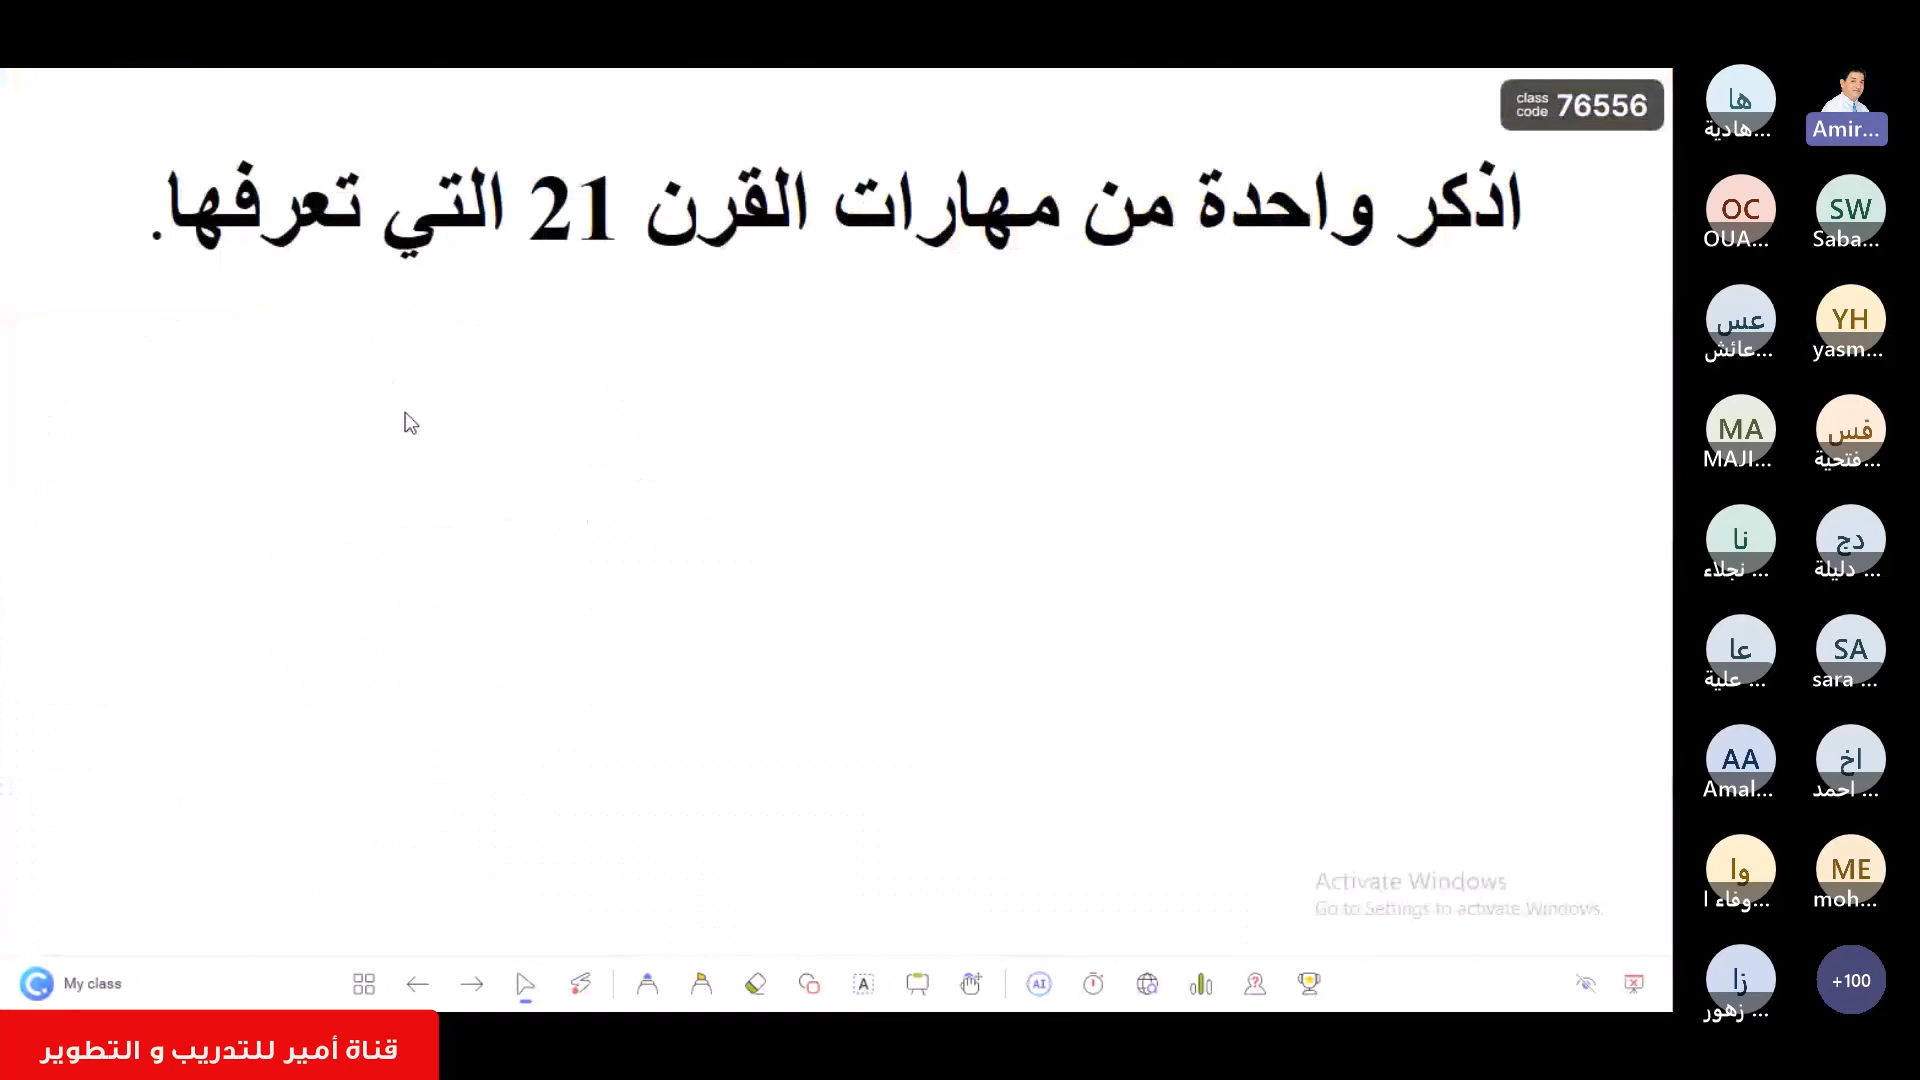 class code 76556
اذكر واحدة من مهارات القرن 21 التي تعرفها.
Activate Windows
Go to Settings to activate Windows.
My class
A
AI
قناة أمير للتدريب و التطوير
ها
هادية...
Amir...
OC
OUA...
SW
Saba...
عس
عائش...
YH
yasm...
MA
MAJI...
فس
فتحية...
نا
نجلاء ...
دج
دليلة ...
عا
علية ...
SA
sara ...
AA
Amal...
اخ
احمد ...
وا
وفاء ا...
ME
moh...
زا
زهور ...
+100